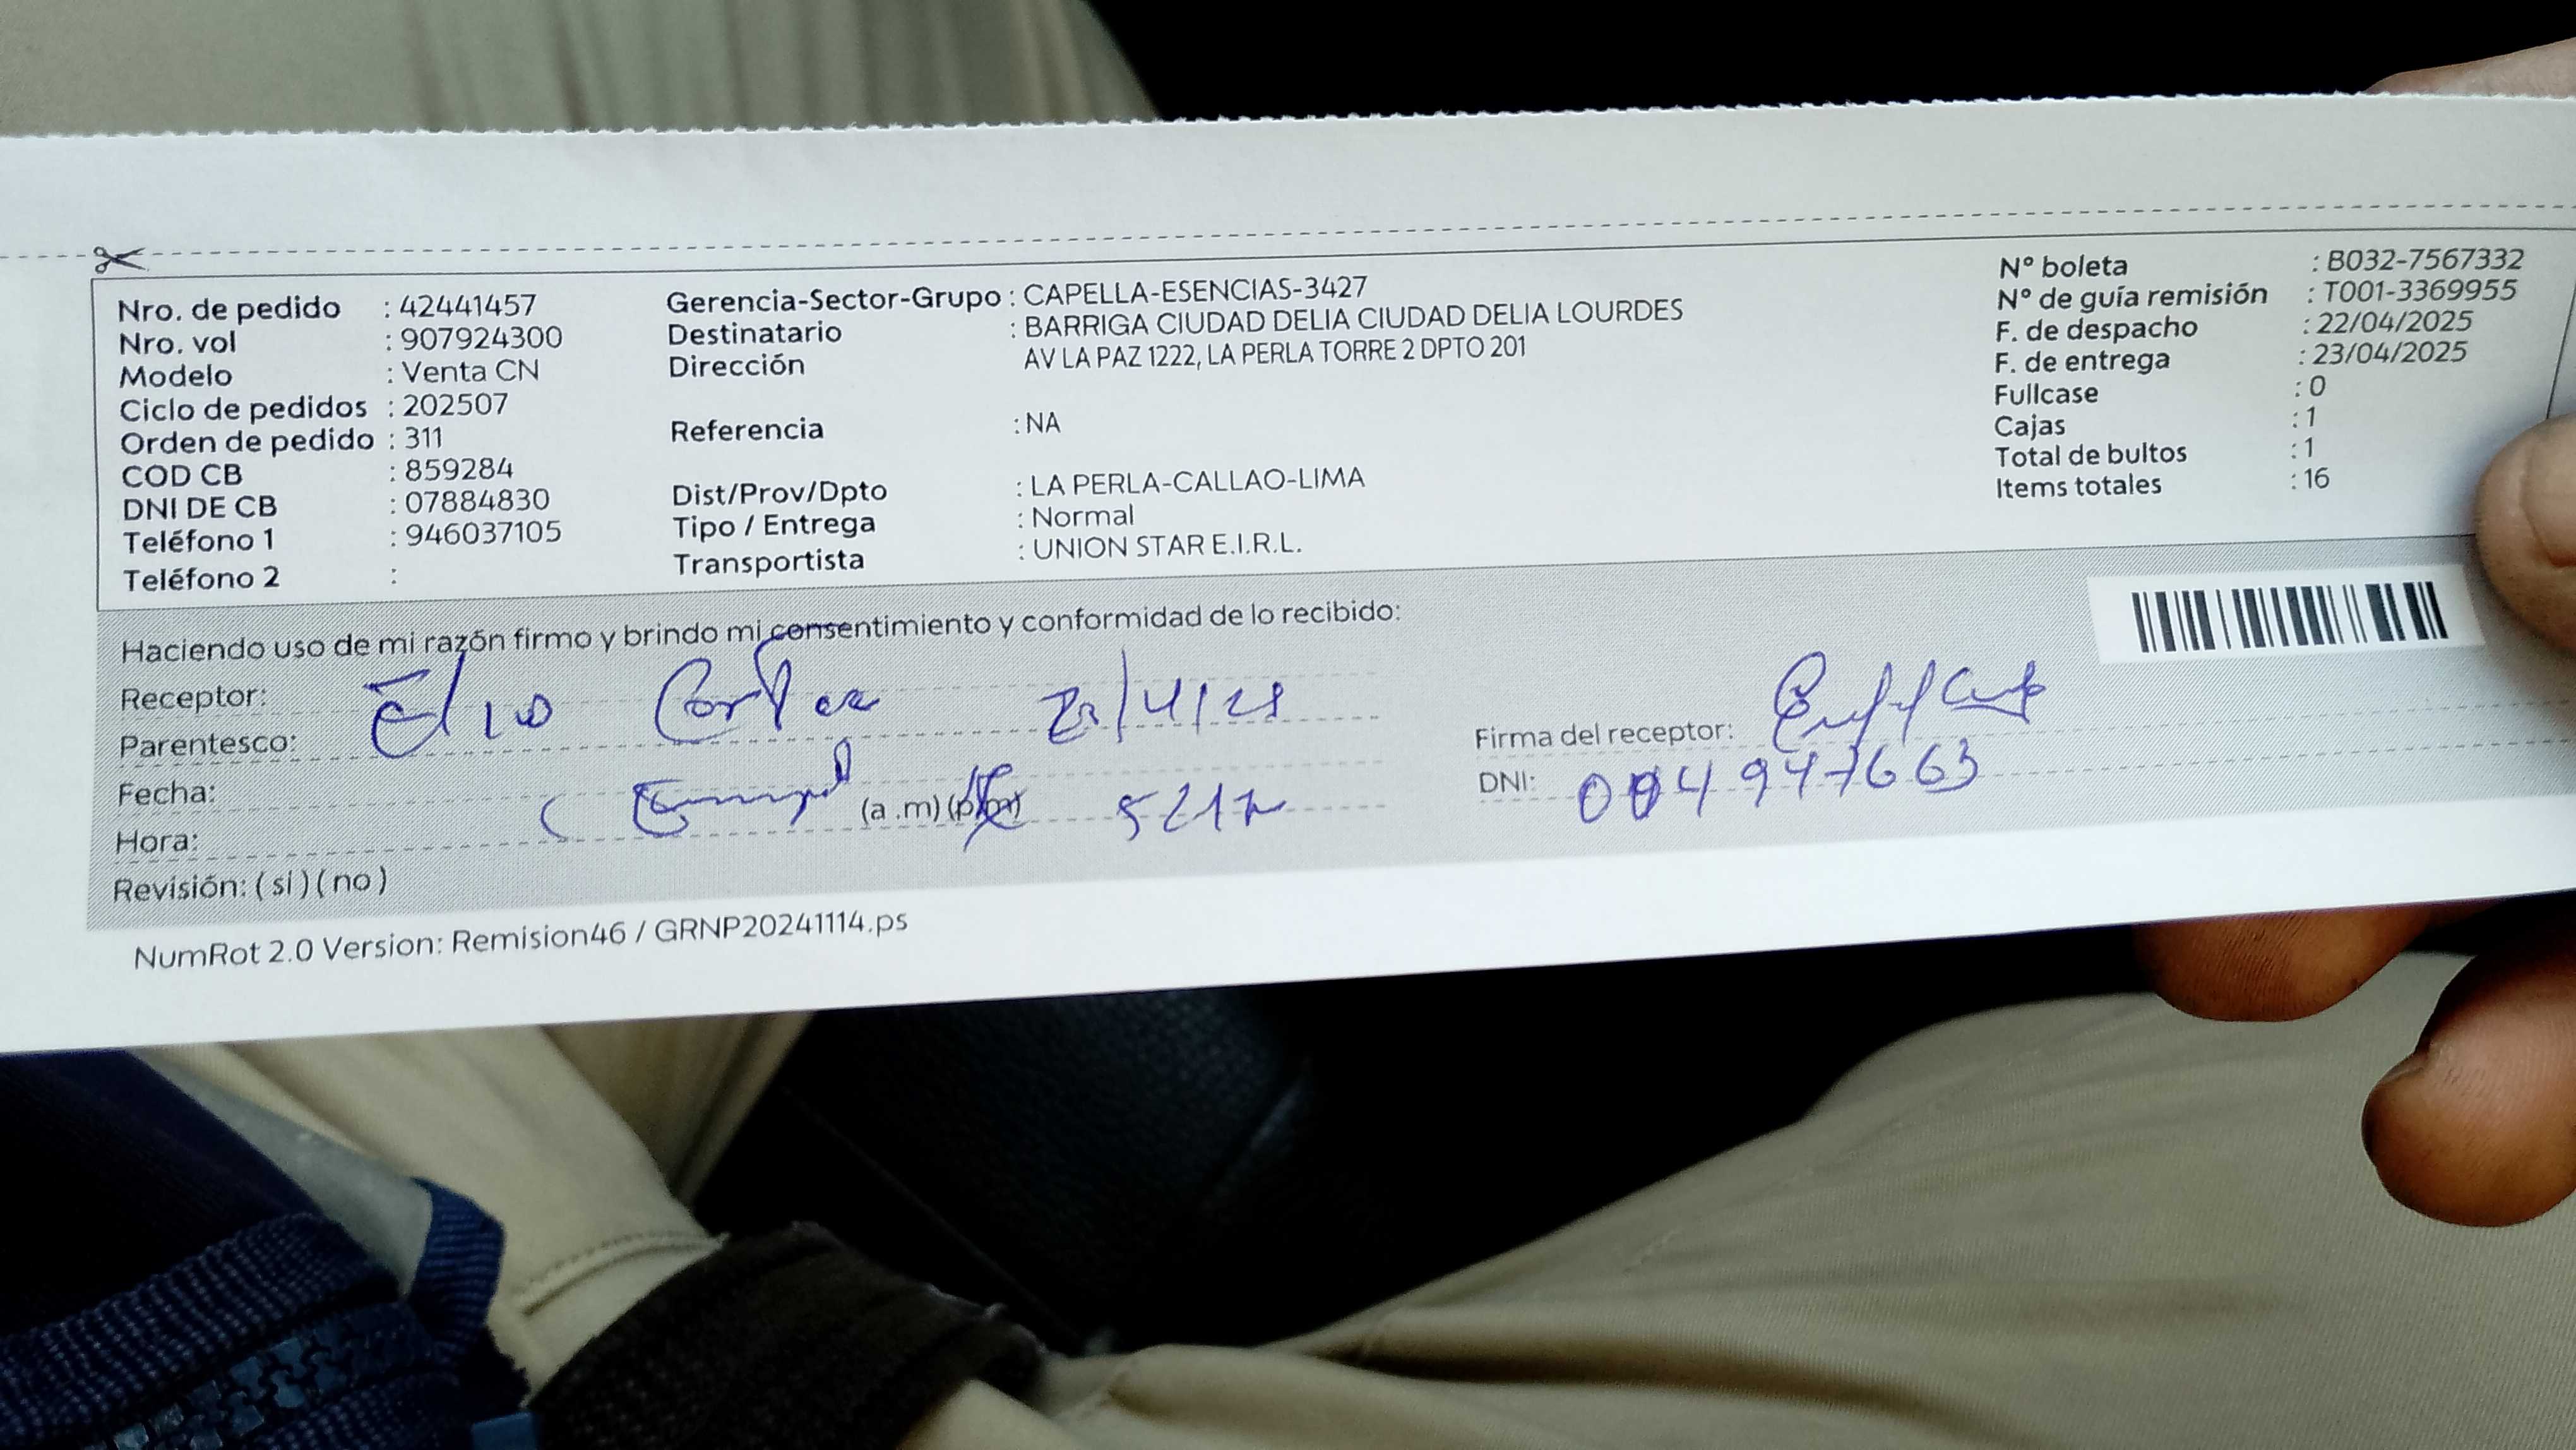 Nro. de pedido : 42441457
Nro. vol : 907924300
Modelo : Venta CN
Ciclo de pedidos : 202507
Orden de pedido : 311
COD CB : 859284
DNI DE CB : 07884830
Teléfono 1 : 946037105
Teléfono 2 :
Gerencia-Sector-Grupo : CAPELLA-ESENCIAS-3427
Destinatario : BARRIGA CIUDAD DELIA CIUDAD DELIA LOURDES
Dirección AV LA PAZ 1222, LA PERLA TORRE 2 DPTO 201
Referencia : NA
Dist/Prov/Dpto : LA PERLA-CALLAO-LIMA
Tipo / Entrega : Normal
Transportista : UNION STAR E.I.R.L.
Nº boleta : B032-7567332
Nº de guía remisión : T001-3369955
F. de despacho : 22/04/2025
F. de entrega : 23/04/2025
Fullcase : 0
Cajas : 1
Total de bultos : 1
Items totales : 16
Haciendo uso de mi razón firmo y brindo mi consentimiento y conformidad de lo recibido:
Receptor: Elio
Parentesco:
Fecha:
Hora: (a .m) (p.m)
Revisión: ( si ) ( no )
Firma del receptor:
DNI: 004947663
NumRot 2.0 Version: Remision46 / GRNP20241114.ps